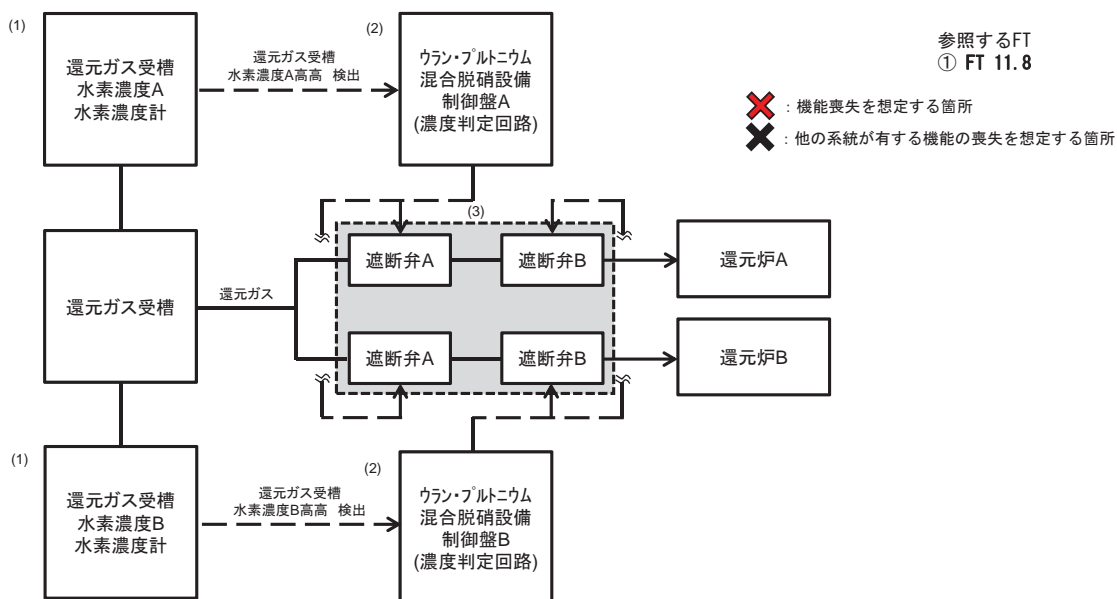 (1)
還元ガス受槽
水素濃度A
水素濃度計
還元ガス受槽
水素濃度A高高 検出
(2)
ウラン・プルトニウム
混合脱硝設備
制御盤A
(濃度判定回路)
参照するFT
① FT 11.8
：機能喪失を想定する箇所
：他の系統が有する機能の喪失を想定する箇所
還元ガス受槽
還元ガス
(3)
遮断弁A
遮断弁B
還元炉A
遮断弁A
遮断弁B
還元炉B
(1)
還元ガス受槽
水素濃度B
水素濃度計
還元ガス受槽
水素濃度B高高 検出
(2)
ウラン・プルトニウム
混合脱硝設備
制御盤B
(濃度判定回路)